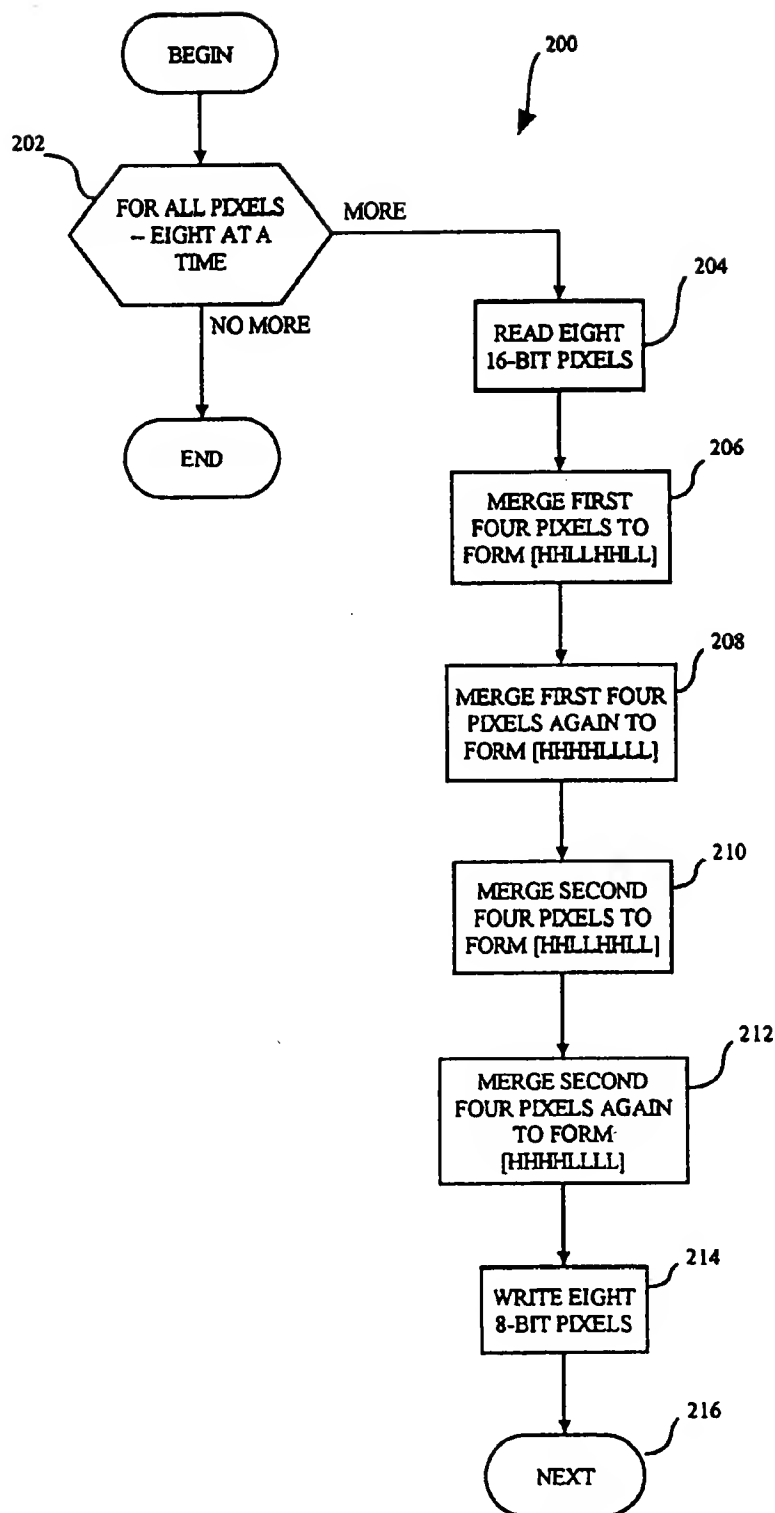 BEGIN
200
202
FOR ALL PIXELS
– EIGHT AT A
TIME
MORE
NO MORE
END
204
READ EIGHT
16-BIT PIXELS
206
MERGE FIRST
FOUR PIXELS TO
FORM [HHLLHHLL]
208
MERGE FIRST FOUR
PIXELS AGAIN TO
FORM [HHHHLLLL]
210
MERGE SECOND
FOUR PIXELS TO
FORM [HHLLHHLL]
212
MERGE SECOND
FOUR PIXELS AGAIN
TO FORM
[HHHHLLLL]
214
WRITE EIGHT
8-BIT PIXELS
216
NEXT